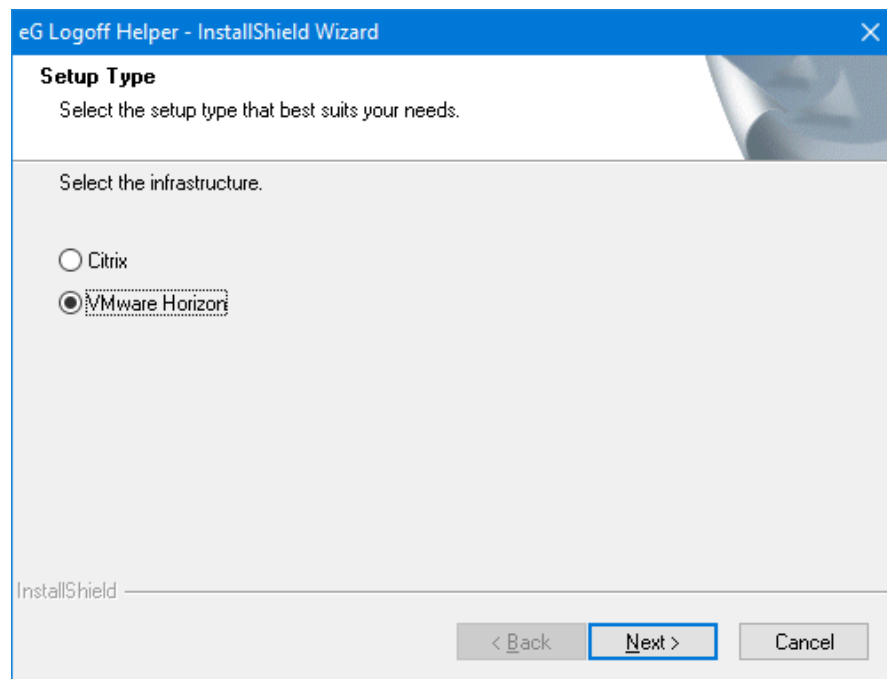 eG Logoff Helper - InstallShield Wizard
Setup Type
Select the setup type that best suits your needs.
Select the infrastructure.
Citrix
VMware Horizon
InstallShield
< Back
Next >
Cancel